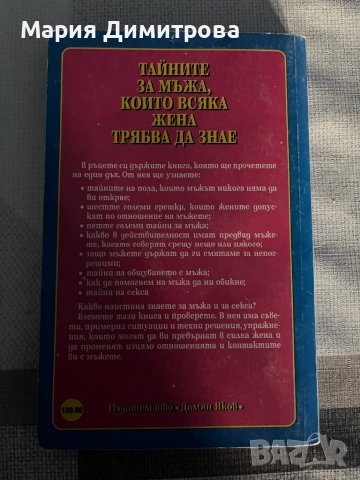 Мария Димитрова
ТАЙНИТЕ
ЗА МЪЖА,
КОИТО ВСЯКА
ЖЕНА
ТРЯБВА ДА ЗНАЕ
В ръцете си държите книга, която ще прочетете
на един дъх. От нея ще узнаете:
• тайните на пола, които мъжът никога няма да
ви открие;
• шестте големи грешки, които жените допус-
кат по отношение на мъжете;
• петте големи тайни за мъжа;
• какво в действителност имат предвид мъже-
те, когато говорят срещу нещо или някого;
• защо мъжете държат да ги смятаме за непог-
решими;
• тайни на общуването с мъжа;
• как да помогнем на мъжа да ни обикне;
• тайни на секса
Какво наистина знаете за мъжа и за секса?
Вземете тази книга и проверете. В нея има съве-
ти, примерни ситуации и техни решения, упражне-
ния, които могат да ви превърнат в силна жена и
да променят изцяло отношенията и контактите
ви с мъжете.
Издателство • Дамян Яков •
120.00
BAZAR